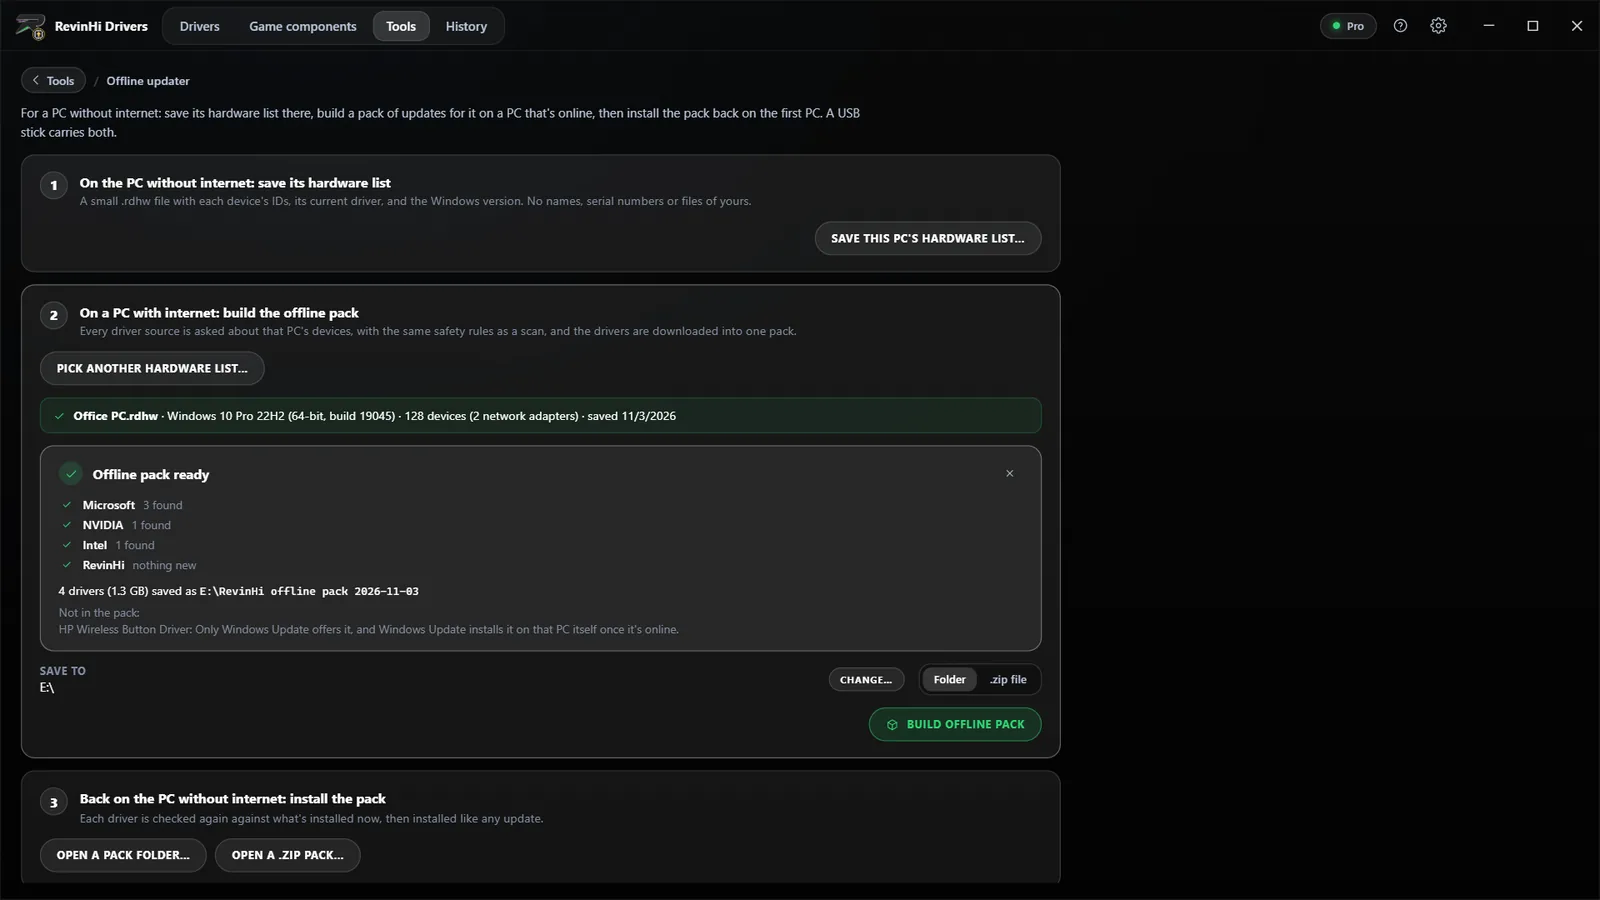 RevinHi Drivers
Drivers
Game components
Tools
History
Pro
Tools
/
Offline updater
For a PC without internet: save its hardware list there, build a pack of updates for it on a PC that's online, then install the pack back on the first PC. A USB
stick carries both.
1
On the PC without internet: save its hardware list
A small .rdhw file with each device's IDs, its current driver, and the Windows version. No names, serial numbers or files of yours.
SAVE THIS PC'S HARDWARE LIST...
2
On a PC with internet: build the offline pack
Every driver source is asked about that PC's devices, with the same safety rules as a scan, and the drivers are downloaded into one pack.
PICK ANOTHER HARDWARE LIST...
Office PC.rdhw · Windows 10 Pro 22H2 (64-bit, build 19045) · 128 devices (2 network adapters) · saved 11/3/2026
Offline pack ready
Microsoft 3 found
NVIDIA 1 found
Intel 1 found
RevinHi nothing new
4 drivers (1.3 GB) saved as E:\RevinHi offline pack 2026-11-03
Not in the pack:
HP Wireless Button Driver: Only Windows Update offers it, and Windows Update installs it on that PC itself once it's online.
SAVE TO
E:\
CHANGE...
Folder
.zip file
BUILD OFFLINE PACK
3
Back on the PC without internet: install the pack
Each driver is checked again against what's installed now, then installed like any update.
OPEN A PACK FOLDER...
OPEN A .ZIP PACK...